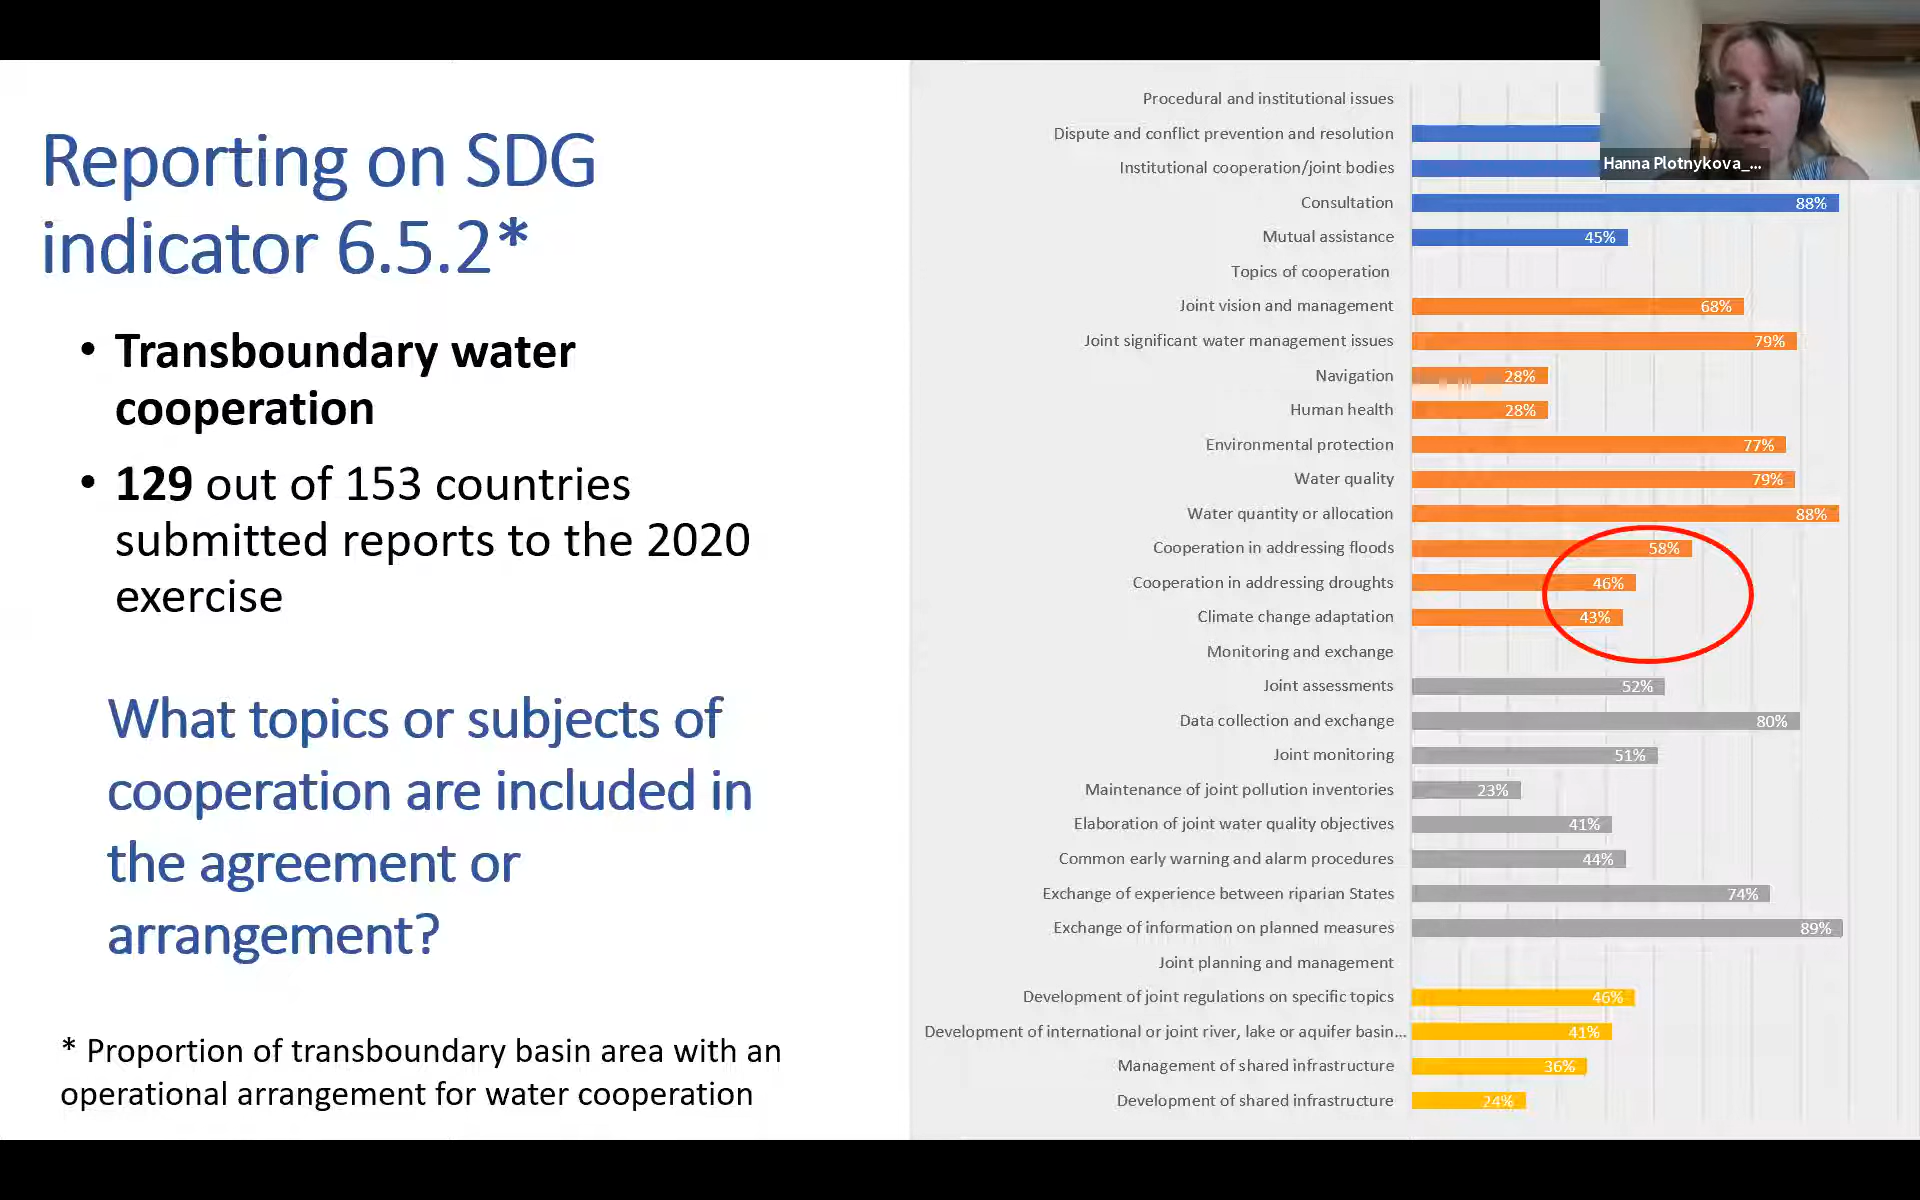 Reporting on SDG
indicator 6.5.2*
• Transboundary water
cooperation
• 129 out of 153 countries
submitted reports to the 2020
exercise
What topics or subjects of
cooperation are included in
the agreement or
arrangement?
* Proportion of transboundary basin area with an
operational arrangement for water cooperation
Hanna Plotnykova_...
Procedural and institutional issues
Dispute and conflict prevention and resolution
Institutional cooperation/joint bodies
Consultation 88%
Mutual assistance 45%
Topics of cooperation
Joint vision and management 68%
Joint significant water management issues 79%
Navigation 28%
Human health 28%
Environmental protection 77%
Water quality 79%
Water quantity or allocation 88%
Cooperation in addressing floods 58%
Cooperation in addressing droughts 46%
Climate change adaptation 43%
Monitoring and exchange
Joint assessments 52%
Data collection and exchange 80%
Joint monitoring 51%
Maintenance of joint pollution inventories 23%
Elaboration of joint water quality objectives 41%
Common early warning and alarm procedures 44%
Exchange of experience between riparian States 74%
Exchange of information on planned measures 89%
Joint planning and management
Development of joint regulations on specific topics 46%
Development of international or joint river, lake or aquifer basin... 41%
Management of shared infrastructure 36%
Development of shared infrastructure 24%